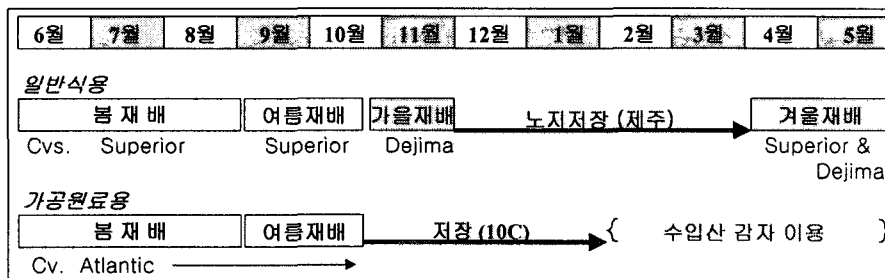 6월 7월 8월 9월 10월 11월 12월 1월 2월 3월 4월 5월
일반식용
봄 재 배 여름재배 가을재배 노지저장 (제주) 겨울재배
Cvs. Superior Superior Dejima Superior &
Dejima
가공원료용
봄 재 배 여름재배 저장 (10C) { 수입산 감자 이용 }
Cv. Atlantic